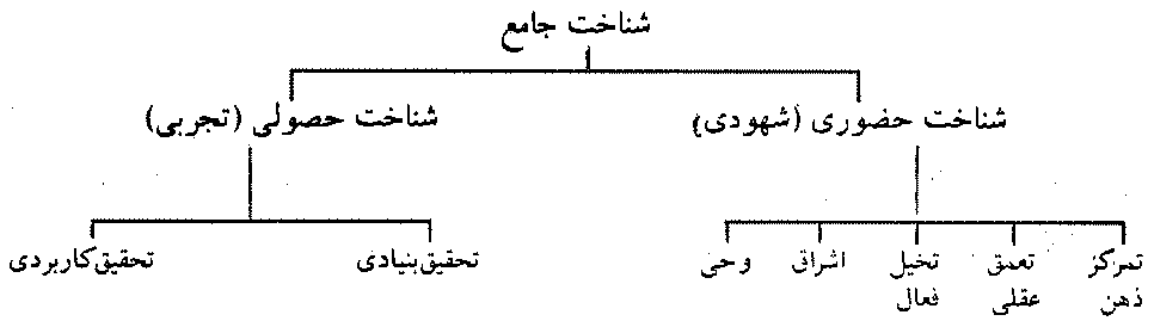 شناخت جامع
شناخت حضوری (شهودی)
شناخت حصولی (تجربی)
تمرکز ذهن
تعمق عقلی
تخیل فعال
اشراق
وحی
تحقیق‌بنیادی
تحقیق‌کاربردی